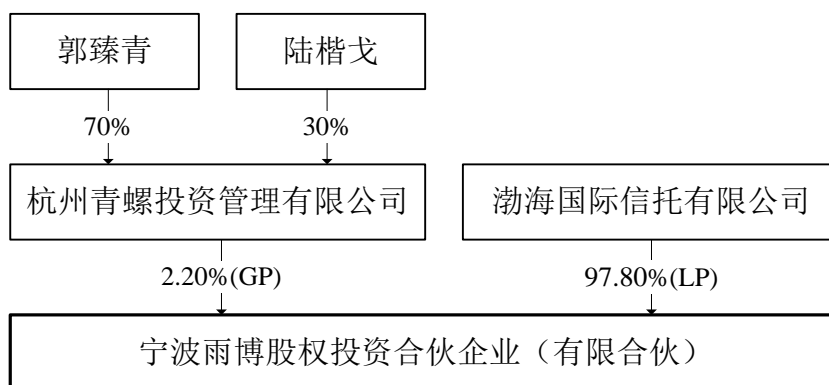 郭臻青
陆楷戈
70%
30%
杭州青螺投资管理有限公司
渤海国际信托有限公司
2.20%(GP)
97.80%(LP)
宁波雨博股权投资合伙企业（有限合伙）